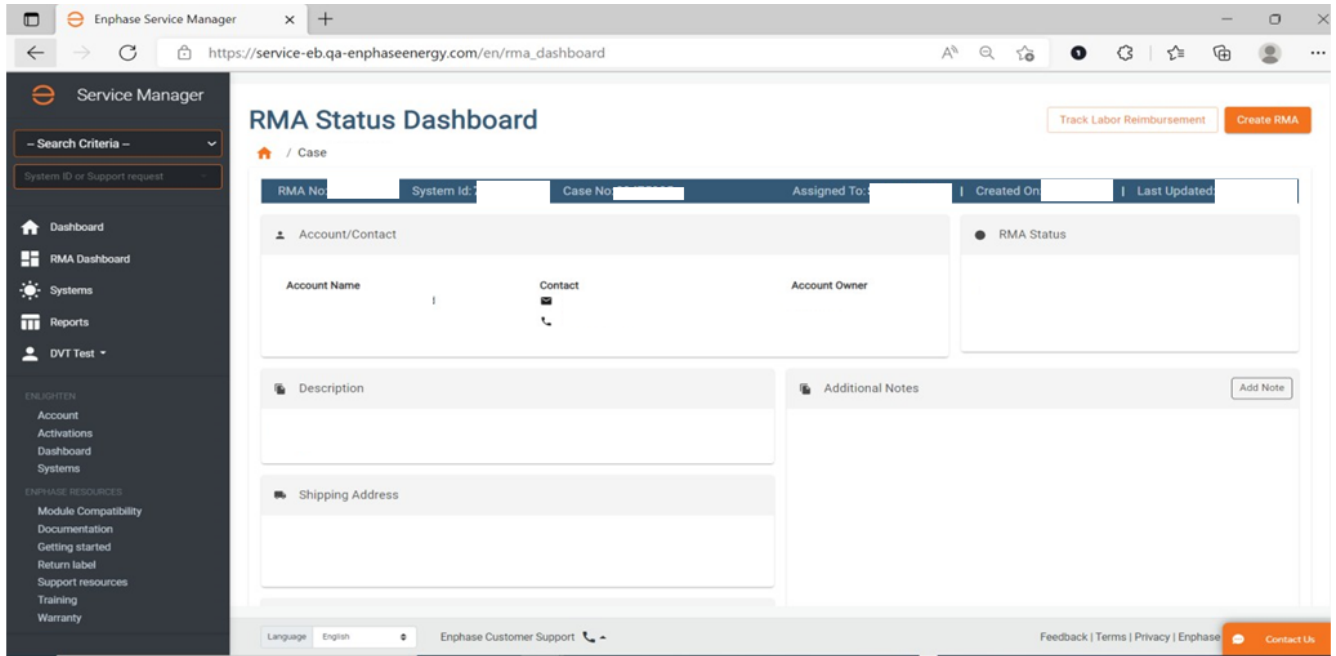 Enphase Service Manager
https://service-eb.qa-enphaseenergy.com/en/rma_dashboard
Service Manager
-- Search Criteria --
System ID or Support request
Dashboard
RMA Dashboard
Systems
Reports
DVT Test
ENLIGHTEN
Account
Activations
Dashboard
Systems
ENPHASE RESOURCES
Module Compatibility
Documentation
Getting started
Return label
Support resources
Training
Warranty
RMA Status Dashboard
Track Labor Reimbursement
Create RMA
/ Case
RMA No: System Id: Case No: Assigned To: | Created On: | Last Updated:
Account/Contact
RMA Status
Account Name Contact Account Owner
Description
Additional Notes
Add Note
Shipping Address
Language English
Enphase Customer Support
Feedback | Terms | Privacy | Enphase
Contact Us